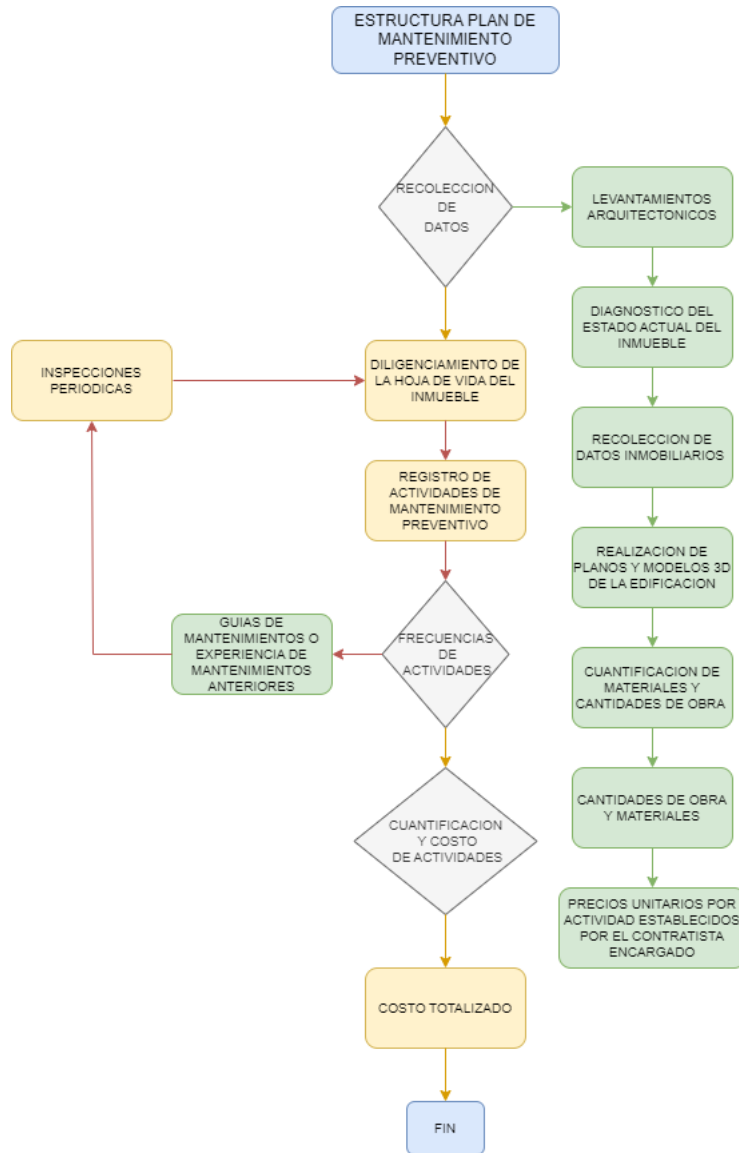 ESTRUCTURA PLAN DE
MANTENIMIENTO
PREVENTIVO
RECOLECCION
DE
DATOS
LEVANTAMIENTOS
ARQUITECTONICOS
DIAGNOSTICO DEL
ESTADO ACTUAL DEL
INMUEBLE
INSPECCIONES
PERIODICAS
DILIGENCIAMIENTO DE
LA HOJA DE VIDA DEL
INMUEBLE
RECOLECCION DE
DATOS INMOBILIARIOS
REGISTRO DE
ACTIVIDADES DE
MANTENIMIENTO
PREVENTIVO
REALIZACION DE
PLANOS Y MODELOS 3D
DE LA EDIFICACION
GUIAS DE
MANTENIMIENTOS O
EXPERIENCIA DE
MANTENIMIENTOS
ANTERIORES
FRECUENCIAS
DE
ACTIVIDADES
CUANTIFICACION DE
MATERIALES Y
CANTIDADES DE OBRA
CUANTIFICACION
Y COSTO
DE ACTIVIDADES
CANTIDADES DE OBRA
Y MATERIALES
PRECIOS UNITARIOS POR
ACTIVIDAD ESTABLECIDOS
POR EL CONTRATISTA
ENCARGADO
COSTO TOTALIZADO
FIN